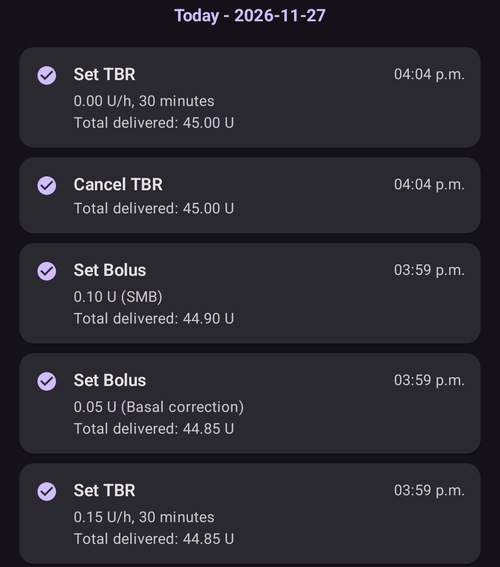 Today - 2026-11-27
Set TBR
04:04 p.m.
0.00 U/h, 30 minutes
Total delivered: 45.00 U
Cancel TBR
04:04 p.m.
Total delivered: 45.00 U
Set Bolus
03:59 p.m.
0.10 U (SMB)
Total delivered: 44.90 U
Set Bolus
03:59 p.m.
0.05 U (Basal correction)
Total delivered: 44.85 U
Set TBR
03:59 p.m.
0.15 U/h, 30 minutes
Total delivered: 44.85 U